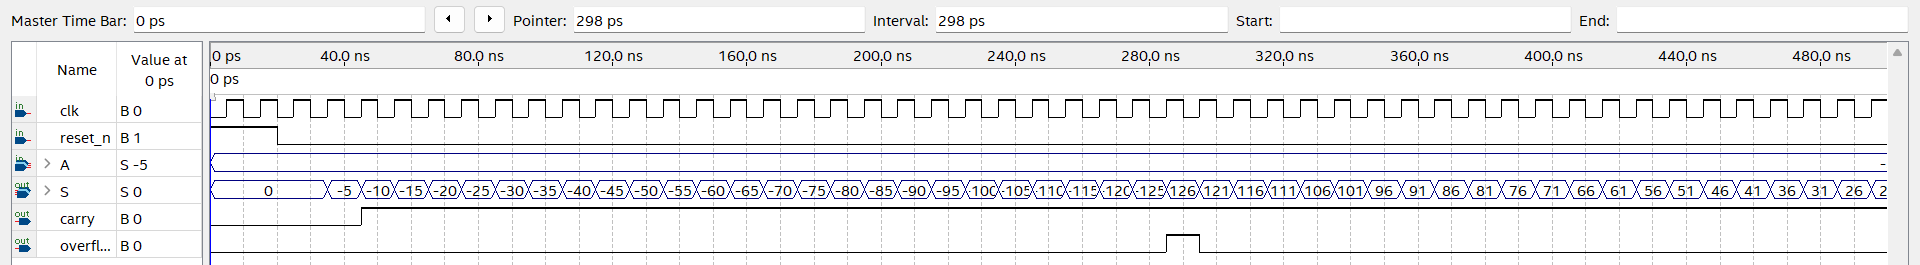 Master Time Bar: 0 ps Pointer: 298 ps Interval: 298 ps Start: End:
Name Value at 0 ps
0 ps 40.0 ns 80.0 ns 120.0 ns 160.0 ns 200.0 ns 240.0 ns 280.0 ns 320.0 ns 360.0 ns 400.0 ns 440.0 ns 480.0 ns
0 ps
in clk B 0
in reset_n B 1
in > A S -5 -
out > S S 0 0 -5 -10 -15 -20 -25 -30 -35 -40 -45 -50 -55 -60 -65 -70 -75 -80 -85 -90 -95 -100 -105 -110 -115 -120 -125 126 121 116 111 106 101 96 91 86 81 76 71 66 61 56 51 46 41 36 31 26 2
out carry B 0
out overfl... B 0